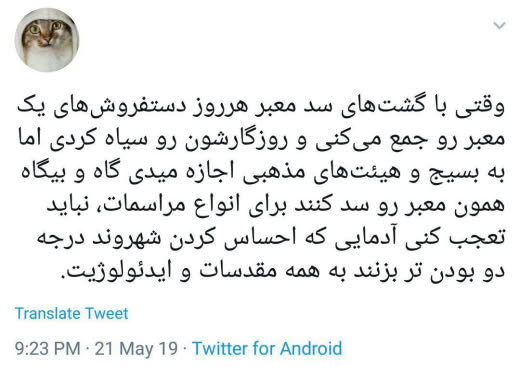 وقتی با گشت‌های سد معبر هرروز دستفروش‌های یک
معبر رو جمع می‌کنی و روزگارشون رو سیاه کردی اما
به بسیج و هیئت‌های مذهبی اجازه میدی گاه و بیگاه
همون معبر رو سد کنند برای انواع مراسمات، نباید
تعجب کنی آدمایی که احساس کردن شهروند درجه
دو بودن تر بزنند به همه مقدسات و ایدئولوژیت.
Translate Tweet
9:23 PM · 21 May 19 · Twitter for Android